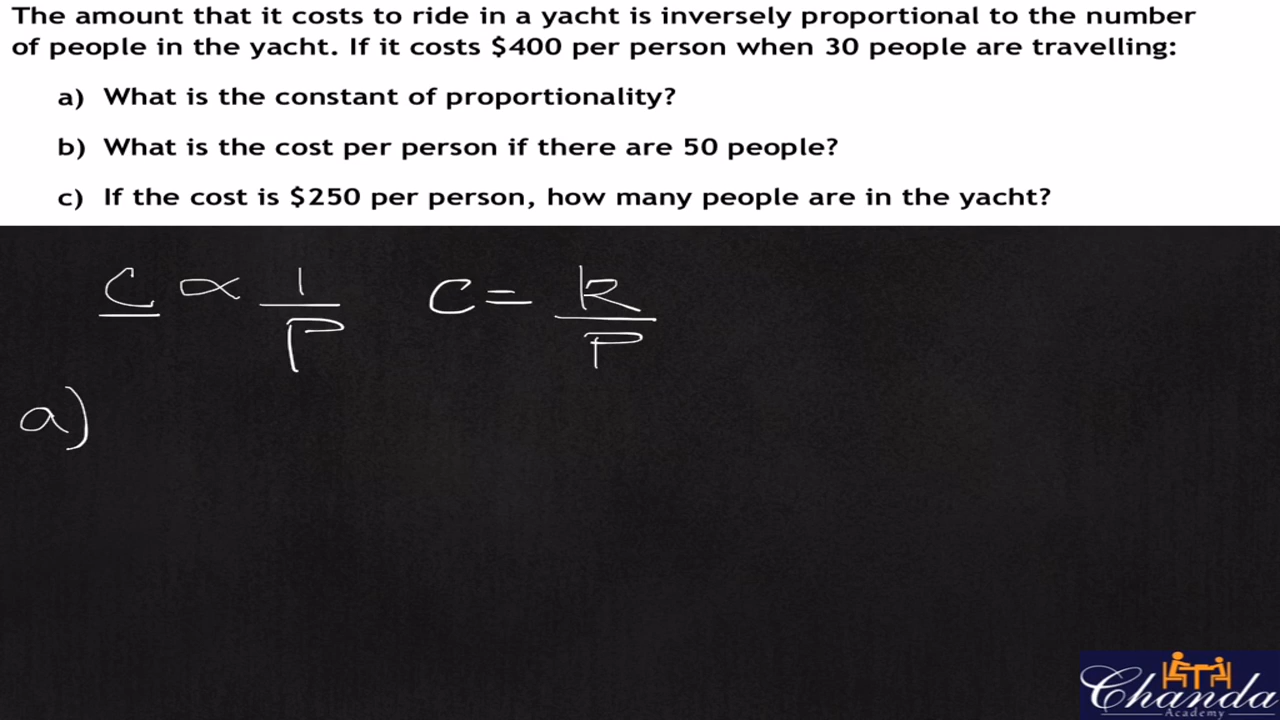 The amount that it costs to ride in a yacht is inversely proportional to the number
of people in the yacht. If it costs $400 per person when 30 people are travelling:
a) What is the constant of proportionality?
b) What is the cost per person if there are 50 people?
c) If the cost is $250 per person, how many people are in the yacht?
C ∝ 1/P C = k/P
a)
Chanda
Academy